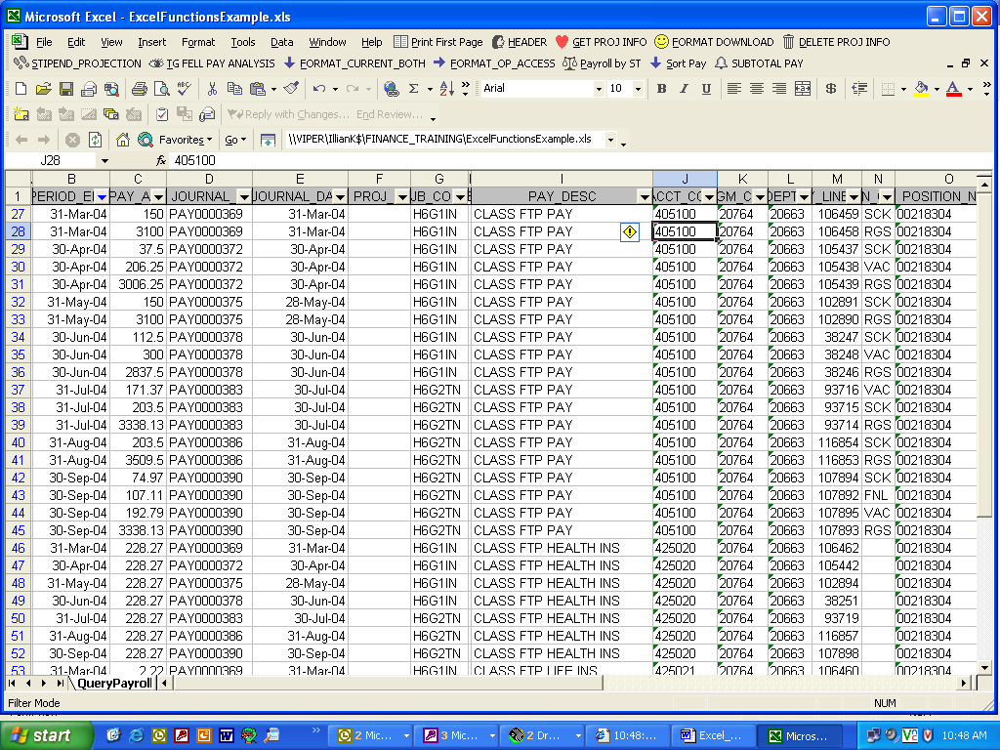 Microsoft Excel - ExcelFunctionsExample.xls
File Edit View Insert Format Tools Data Window Help Print First Page HEADER GET PROJ INFO FORMAT DOWNLOAD DELETE PROJ INFO
STIPEND_PROJECTION TG FELL PAY ANALYSIS FORMAT_CURRENT_BOTH FORMAT_OP_ACCESS Payroll by ST Sort Pay SUBTOTAL PAY
Arial 10 B I U $
Reply with Changes... End Review...
Favorites Go \\VIPER\IllianK$\FINANCE_TRAINING\ExcelFunctionsExample.xls
J28 fx 405100
B C D E F G I J K L M N O
1 PERIOD_EI PAY_A JOURNAL_ JOURNAL_DA PROJ_ JB_CO PAY_DESC ACCT_CO GM_C DEPT Y_LINE N_ POSITION_N
27 31-Mar-04 150 PAY0000369 31-Mar-04 H6G1IN CLASS FTP PAY 405100 20764 20663 106459 SCK 00218304
28 31-Mar-04 3100 PAY0000369 31-Mar-04 H6G1IN CLASS FTP PAY 405100 20764 20663 106458 RGS 00218304
29 30-Apr-04 37.5 PAY0000372 30-Apr-04 H6G1IN CLASS FTP PAY 405100 20764 20663 105437 SCK 00218304
30 30-Apr-04 206.25 PAY0000372 30-Apr-04 H6G1IN CLASS FTP PAY 405100 20764 20663 105438 VAC 00218304
31 30-Apr-04 3006.25 PAY0000372 30-Apr-04 H6G1IN CLASS FTP PAY 405100 20764 20663 105439 RGS 00218304
32 31-May-04 150 PAY0000375 28-May-04 H6G1IN CLASS FTP PAY 405100 20764 20663 102891 SCK 00218304
33 31-May-04 3100 PAY0000375 28-May-04 H6G1IN CLASS FTP PAY 405100 20764 20663 102890 RGS 00218304
34 30-Jun-04 112.5 PAY0000378 30-Jun-04 H6G1IN CLASS FTP PAY 405100 20764 20663 38247 SCK 00218304
35 30-Jun-04 300 PAY0000378 30-Jun-04 H6G1IN CLASS FTP PAY 405100 20764 20663 38248 VAC 00218304
36 30-Jun-04 2837.5 PAY0000378 30-Jun-04 H6G1IN CLASS FTP PAY 405100 20764 20663 38246 RGS 00218304
37 31-Jul-04 171.37 PAY0000383 30-Jul-04 H6G2TN CLASS FTP PAY 405100 20764 20663 93716 VAC 00218304
38 31-Jul-04 203.5 PAY0000383 30-Jul-04 H6G2TN CLASS FTP PAY 405100 20764 20663 93715 SCK 00218304
39 31-Jul-04 3338.13 PAY0000383 30-Jul-04 H6G2TN CLASS FTP PAY 405100 20764 20663 93714 RGS 00218304
40 31-Aug-04 203.5 PAY0000386 31-Aug-04 H6G2TN CLASS FTP PAY 405100 20764 20663 116854 SCK 00218304
41 31-Aug-04 3509.5 PAY0000386 31-Aug-04 H6G2TN CLASS FTP PAY 405100 20764 20663 116853 RGS 00218304
42 30-Sep-04 74.97 PAY0000390 30-Sep-04 H6G2TN CLASS FTP PAY 405100 20764 20663 107894 SCK 00218304
43 30-Sep-04 107.11 PAY0000390 30-Sep-04 H6G2TN CLASS FTP PAY 405100 20764 20663 107892 FNL 00218304
44 30-Sep-04 192.79 PAY0000390 30-Sep-04 H6G2TN CLASS FTP PAY 405100 20764 20663 107895 VAC 00218304
45 30-Sep-04 3338.13 PAY0000390 30-Sep-04 H6G2TN CLASS FTP PAY 405100 20764 20663 107893 RGS 00218304
46 31-Mar-04 228.27 PAY0000369 31-Mar-04 H6G1IN CLASS FTP HEALTH INS 425020 20764 20663 106462 00218304
47 30-Apr-04 228.27 PAY0000372 30-Apr-04 H6G1IN CLASS FTP HEALTH INS 425020 20764 20663 105442 00218304
48 31-May-04 228.27 PAY0000375 28-May-04 H6G1IN CLASS FTP HEALTH INS 425020 20764 20663 102894 00218304
49 30-Jun-04 228.27 PAY0000378 30-Jun-04 H6G1IN CLASS FTP HEALTH INS 425020 20764 20663 38251 00218304
50 31-Jul-04 228.27 PAY0000383 30-Jul-04 H6G2TN CLASS FTP HEALTH INS 425020 20764 20663 93719 00218304
51 31-Aug-04 228.27 PAY0000386 31-Aug-04 H6G2TN CLASS FTP HEALTH INS 425020 20764 20663 116857 00218304
52 30-Sep-04 228.27 PAY0000390 30-Sep-04 H6G2TN CLASS FTP HEALTH INS 425020 20764 20663 107898 00218304
53 31-Mar-04 2.22 PAY0000369 31-Mar-04 H6G1IN CLASS FTP LIFE INS 425021 20764 20663 106460 00218304
QueryPayroll
Filter Mode NUM
start 2 Mic... 3 Mic... 2 Dr... 10:48:... Excel_... Micros... 10:48 AM